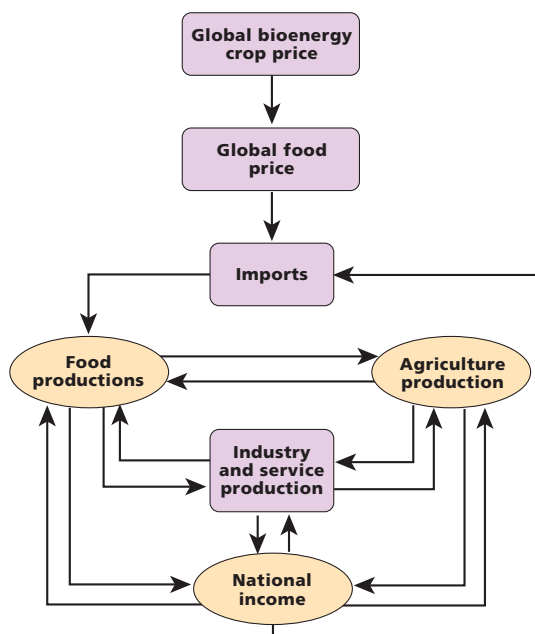 Global bioenergy
crop price
Global food
price
Imports
Food
productions
Agriculture
production
Industry
and service
production
National
income